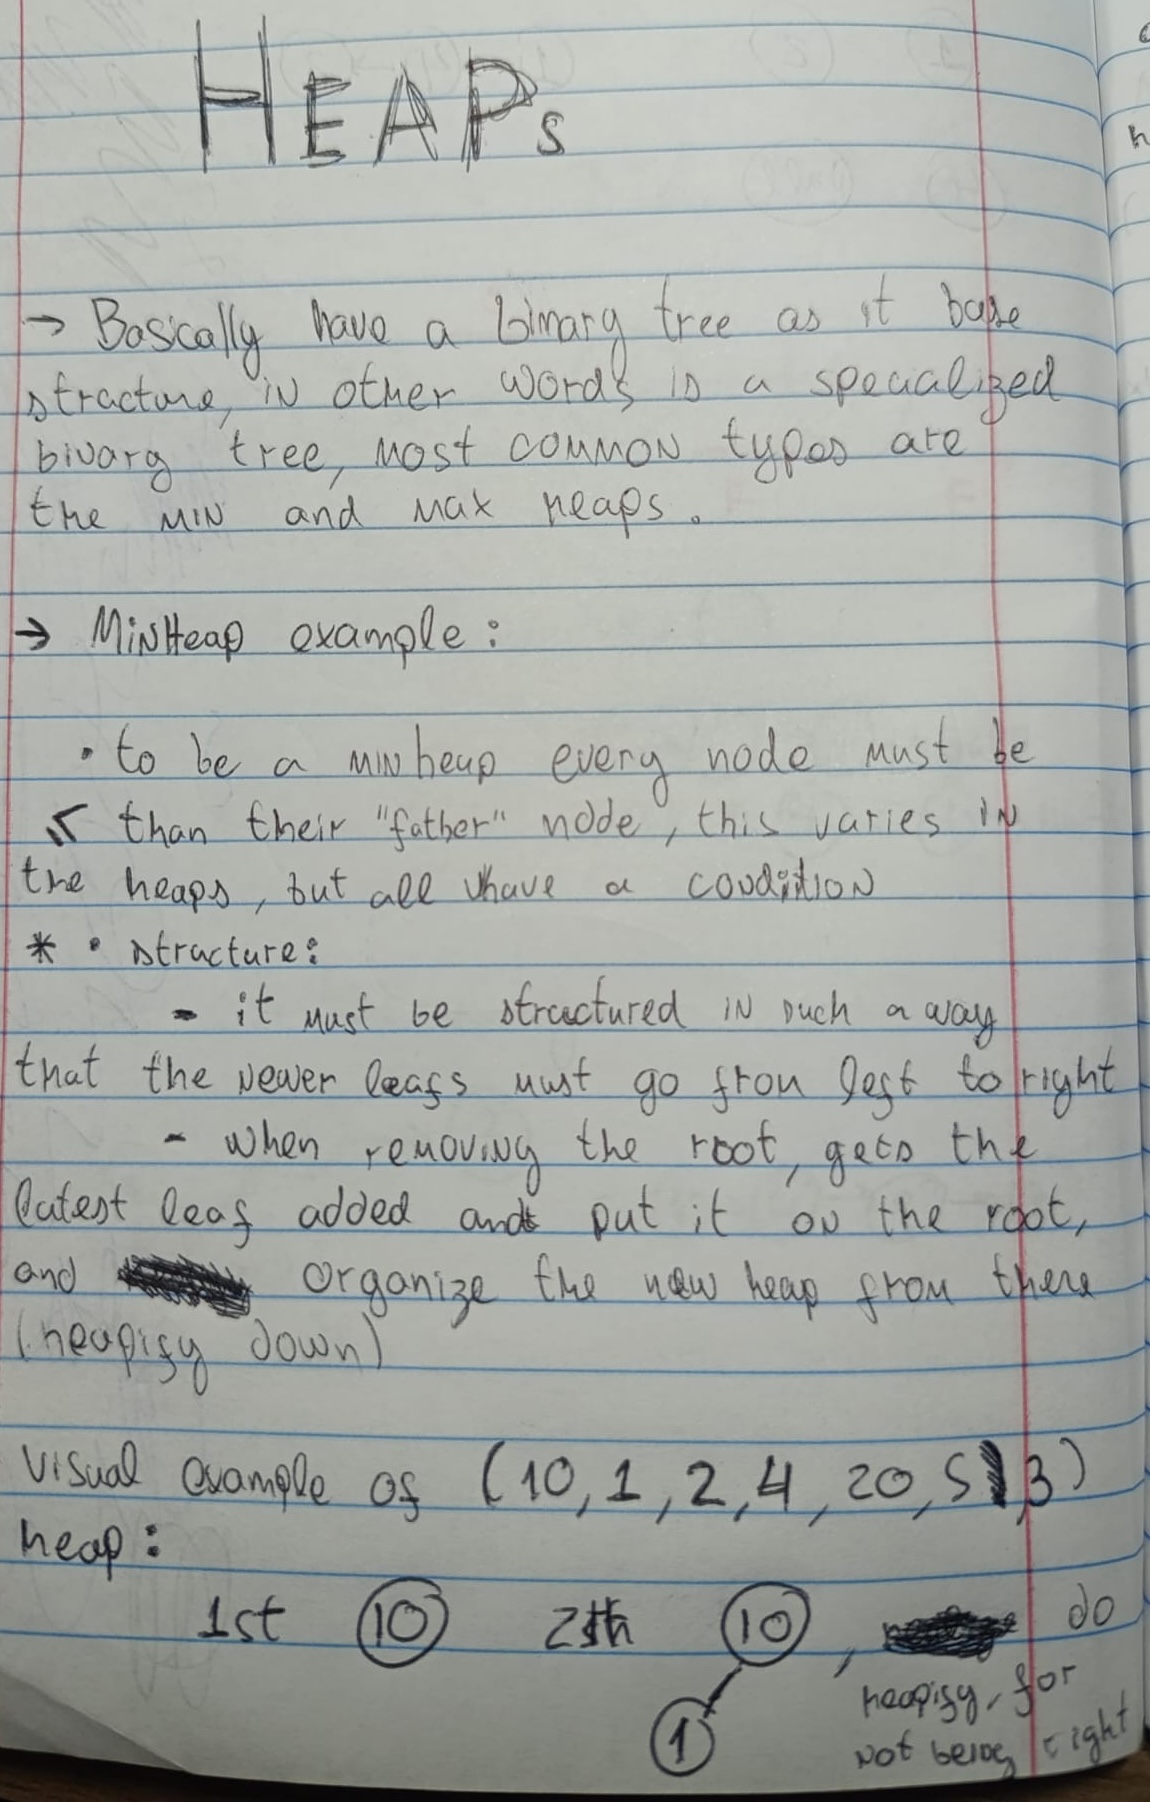 HEAPs
→ Basically have a binary tree as it base
structure, in other words is a specialized
binary tree, most common types are
the MIN and Max heaps.
→ MinHeap example:
• to be a MIN heap every node must be
≤ than their "father" node, this varies in
the heaps, but all have a condition
* • structure:
- it must be structured in such a way
that the newer leafs must go from left to right
- when removing the root, gets the
latest leaf added and put it on the root,
and organize the new heap from there
(heapify down)
Visual example of (10, 1, 2, 4, 20, 5, 3)
heap:
1st 10 2th 10, do
1 heapify, for
not being right